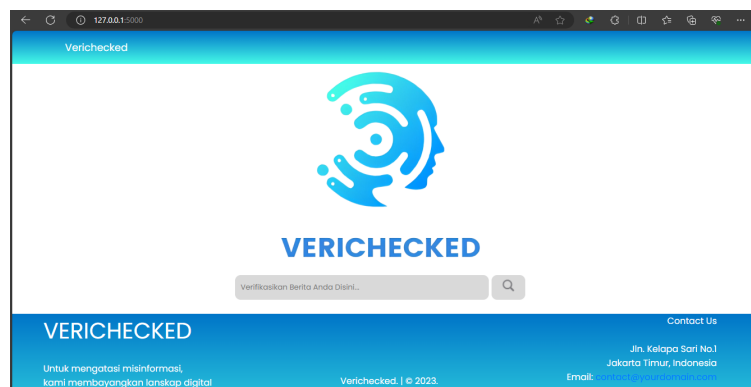 127.0.0.1:5000
Verichecked
VERICHECKED
Verifikasikan Berita Anda Disini...
VERICHECKED
Untuk mengatasi misinformasi,
kami membayangkan lanskap digital
Verichecked. | © 2023.
Contact Us
Jln. Kelapa Sari No.1
Jakarta Timur, Indonesia
Email: contact@yourdomain.com